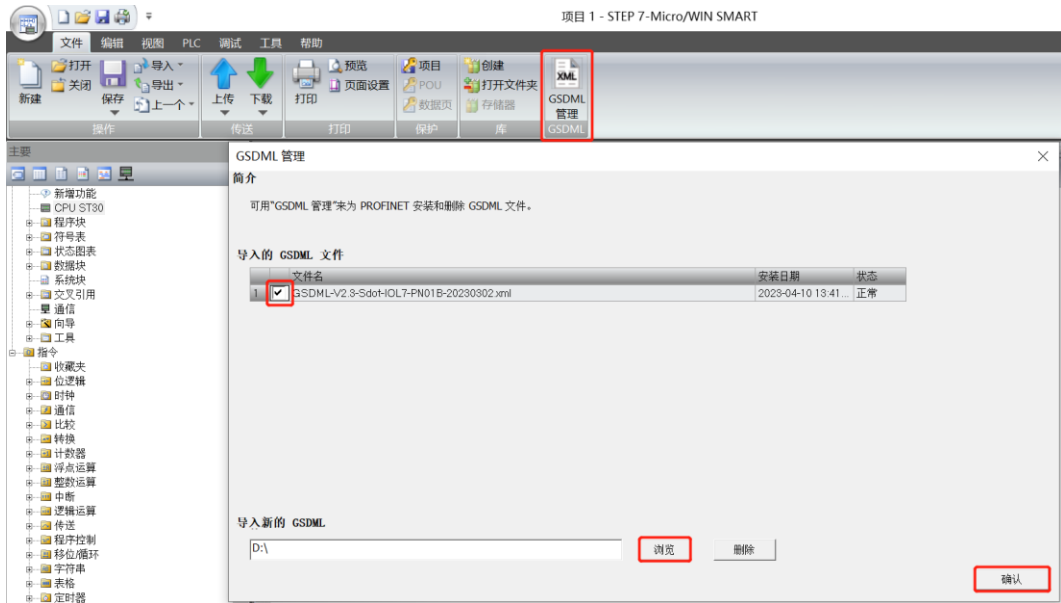 项目 1 - STEP 7-Micro/WIN SMART
文件 编辑 视图 PLC 调试 工具 帮助
新建 打开 关闭 保存 导入 导出 上一个 上传 下载 打印 预览 页面设置 项目 POU 数据页 创建 打开文件夹 存储器 XML GSDML 管理
操作 传送 打印 保护 库 GSDML
主要
新增功能
CPU ST30
程序块
符号表
状态图表
数据块
系统块
交叉引用
通信
向导
工具
指令
收藏夹
位逻辑
时钟
通信
比较
转换
计数器
浮点运算
整数运算
中断
逻辑运算
传送
程序控制
移位/循环
字符串
表格
定时器
GSDML 管理
简介
可用"GSDML 管理"来为 PROFINET 安装和删除 GSDML 文件。
导入的 GSDML 文件
文件名 安装日期 状态
1 GSDML-V2.3-Sdot-IOL7-PN01B-20230302.xml 2023-04-10 13:41... 正常
导入新的 GSDML
D:\ 浏览 删除
确认